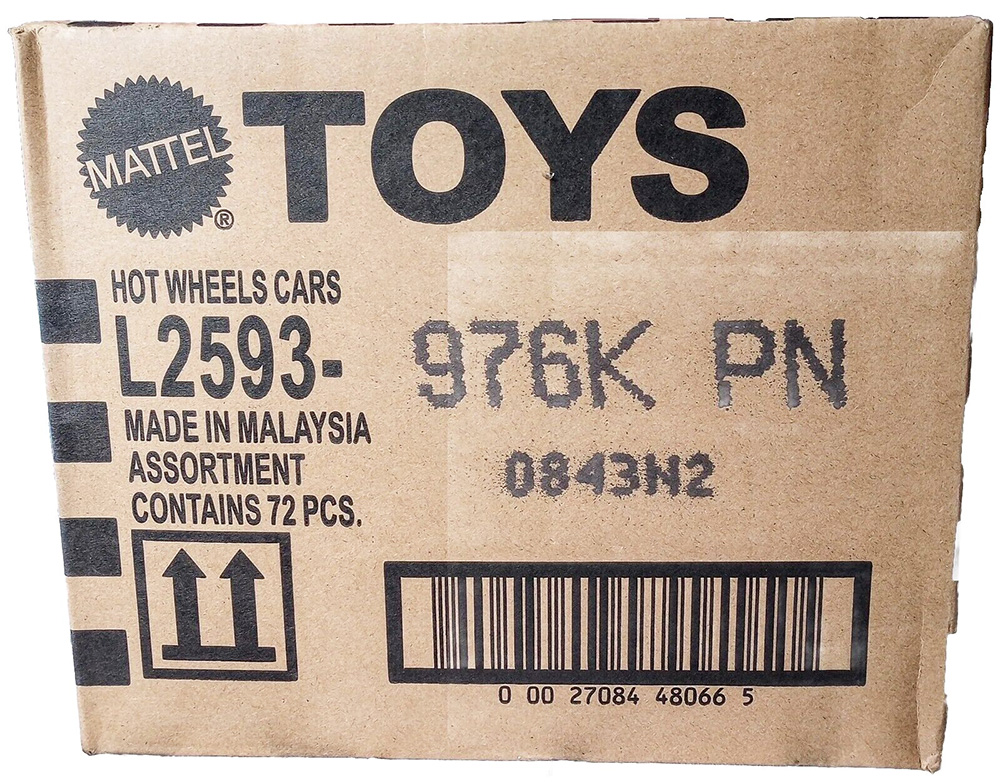 MATTEL ® TOYS
HOT WHEELS CARS
L2593-
MADE IN MALAYSIA
ASSORTMENT
CONTAINS 72 PCS.
976K PN
0843N2
0 00 27084 48066 5